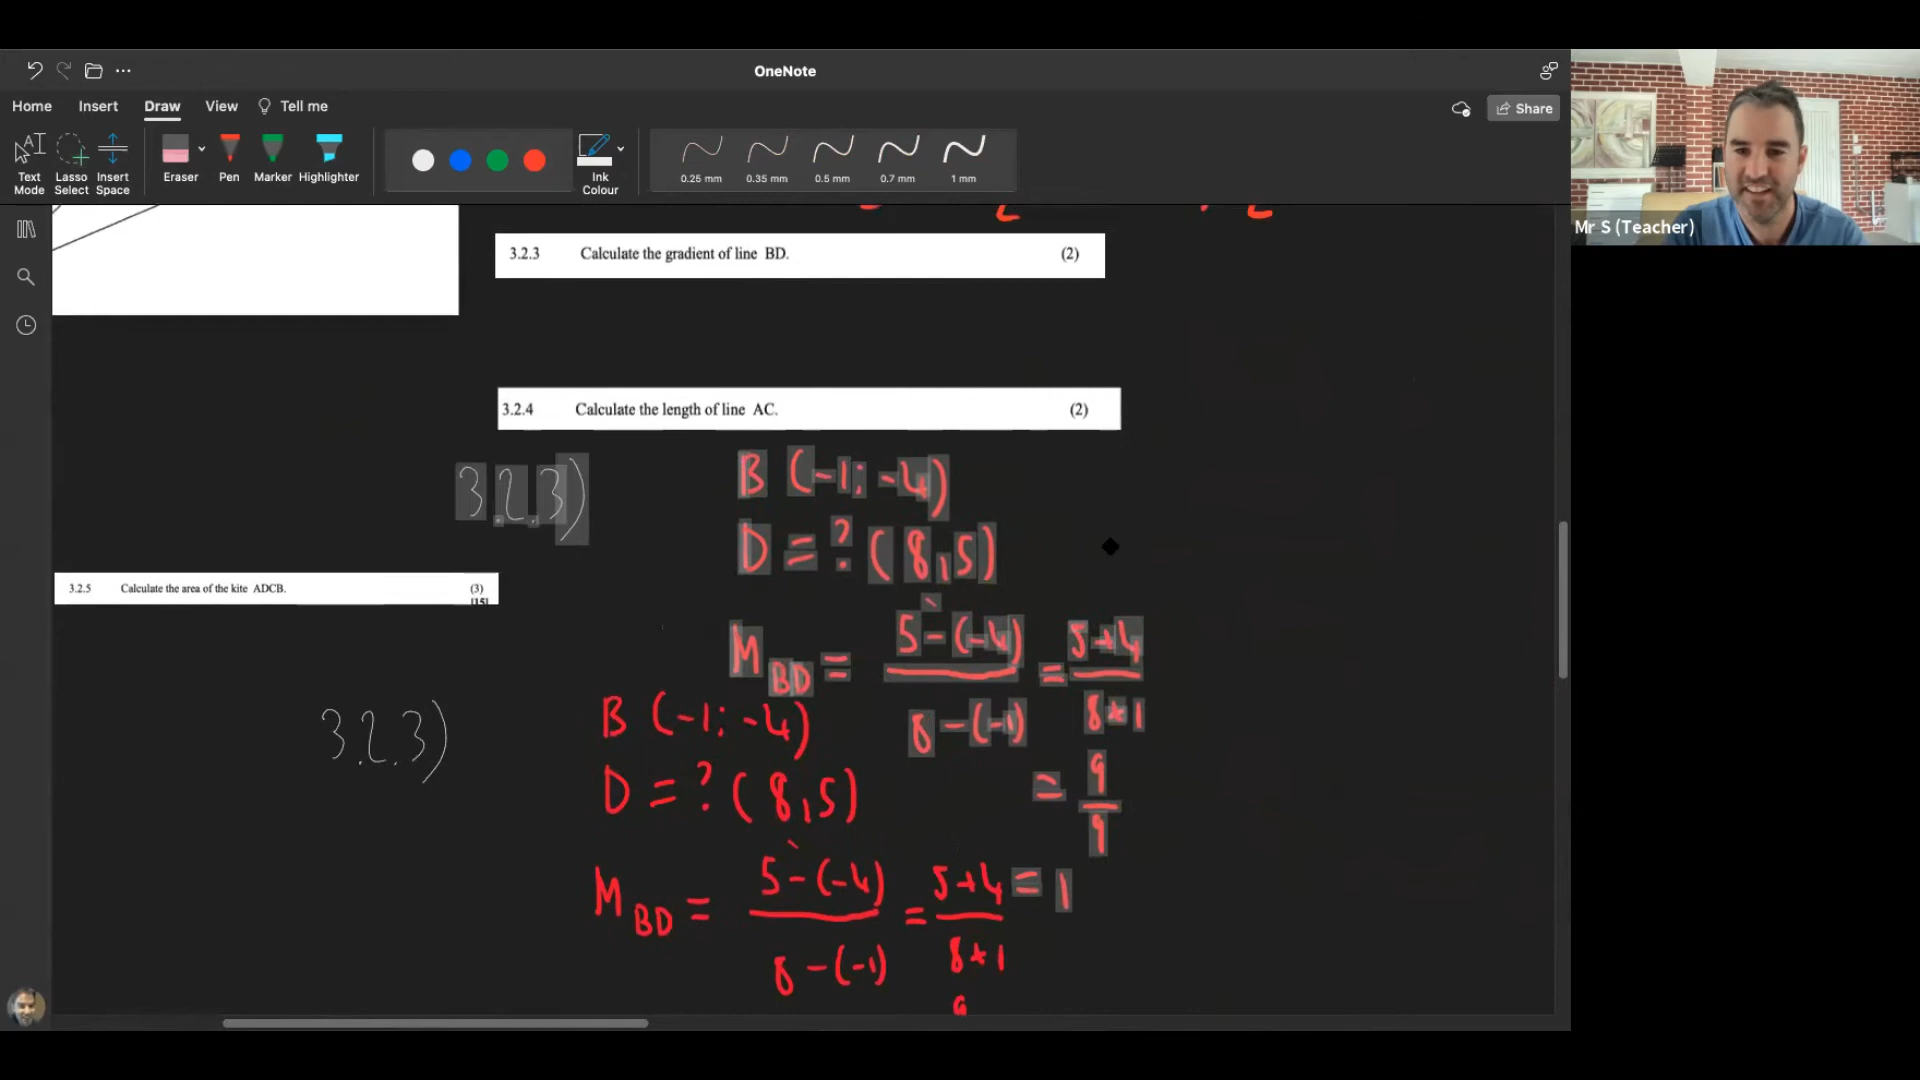 OneNote
Home Insert Draw View Tell me
Share
Text Mode
Lasso Select
Insert Space
Eraser
Pen
Marker
Highlighter
Ink Colour
0.25 mm 0.35 mm 0.5 mm 0.7 mm 1 mm
Mr S (Teacher)
3.2.3 Calculate the gradient of line BD. (2)
3.2.4 Calculate the length of line AC. (2)
3.2.3)
B (-1; -4)
D = ? (8,5)
3.2.5 Calculate the area of the kite ADCB. (3)
[15]
M BD = 5-(-4) / 8-(-1) = 5+4 / 8+1
= 9/9
= 1
3.2.3)
B (-1; -4)
D = ? (8,5)
M BD = 5-(-4) / 8-(-1) = 5+4 / 8+1
9